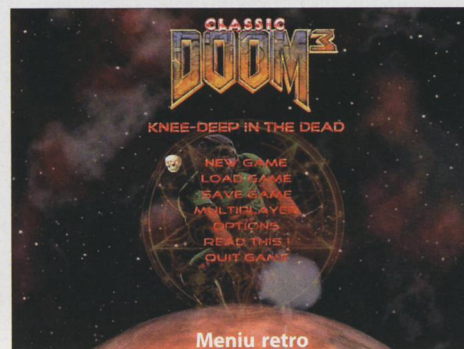 CLASSIC
DOOM³
KNEE-DEEP IN THE DEAD
NEW GAME
LOAD GAME
SAVE GAME
MULTIPLAYER
OPTIONS
READ THIS !
QUIT GAME
Meniu retro